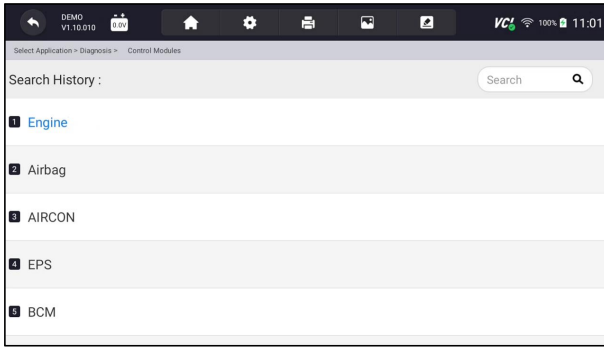 DEMO
V1.10.010
0.0V
VC! 100% 11:01
Select Application > Diagnosis > Control Modules
Search History :
Search
1 Engine
2 Airbag
3 AIRCON
4 EPS
5 BCM